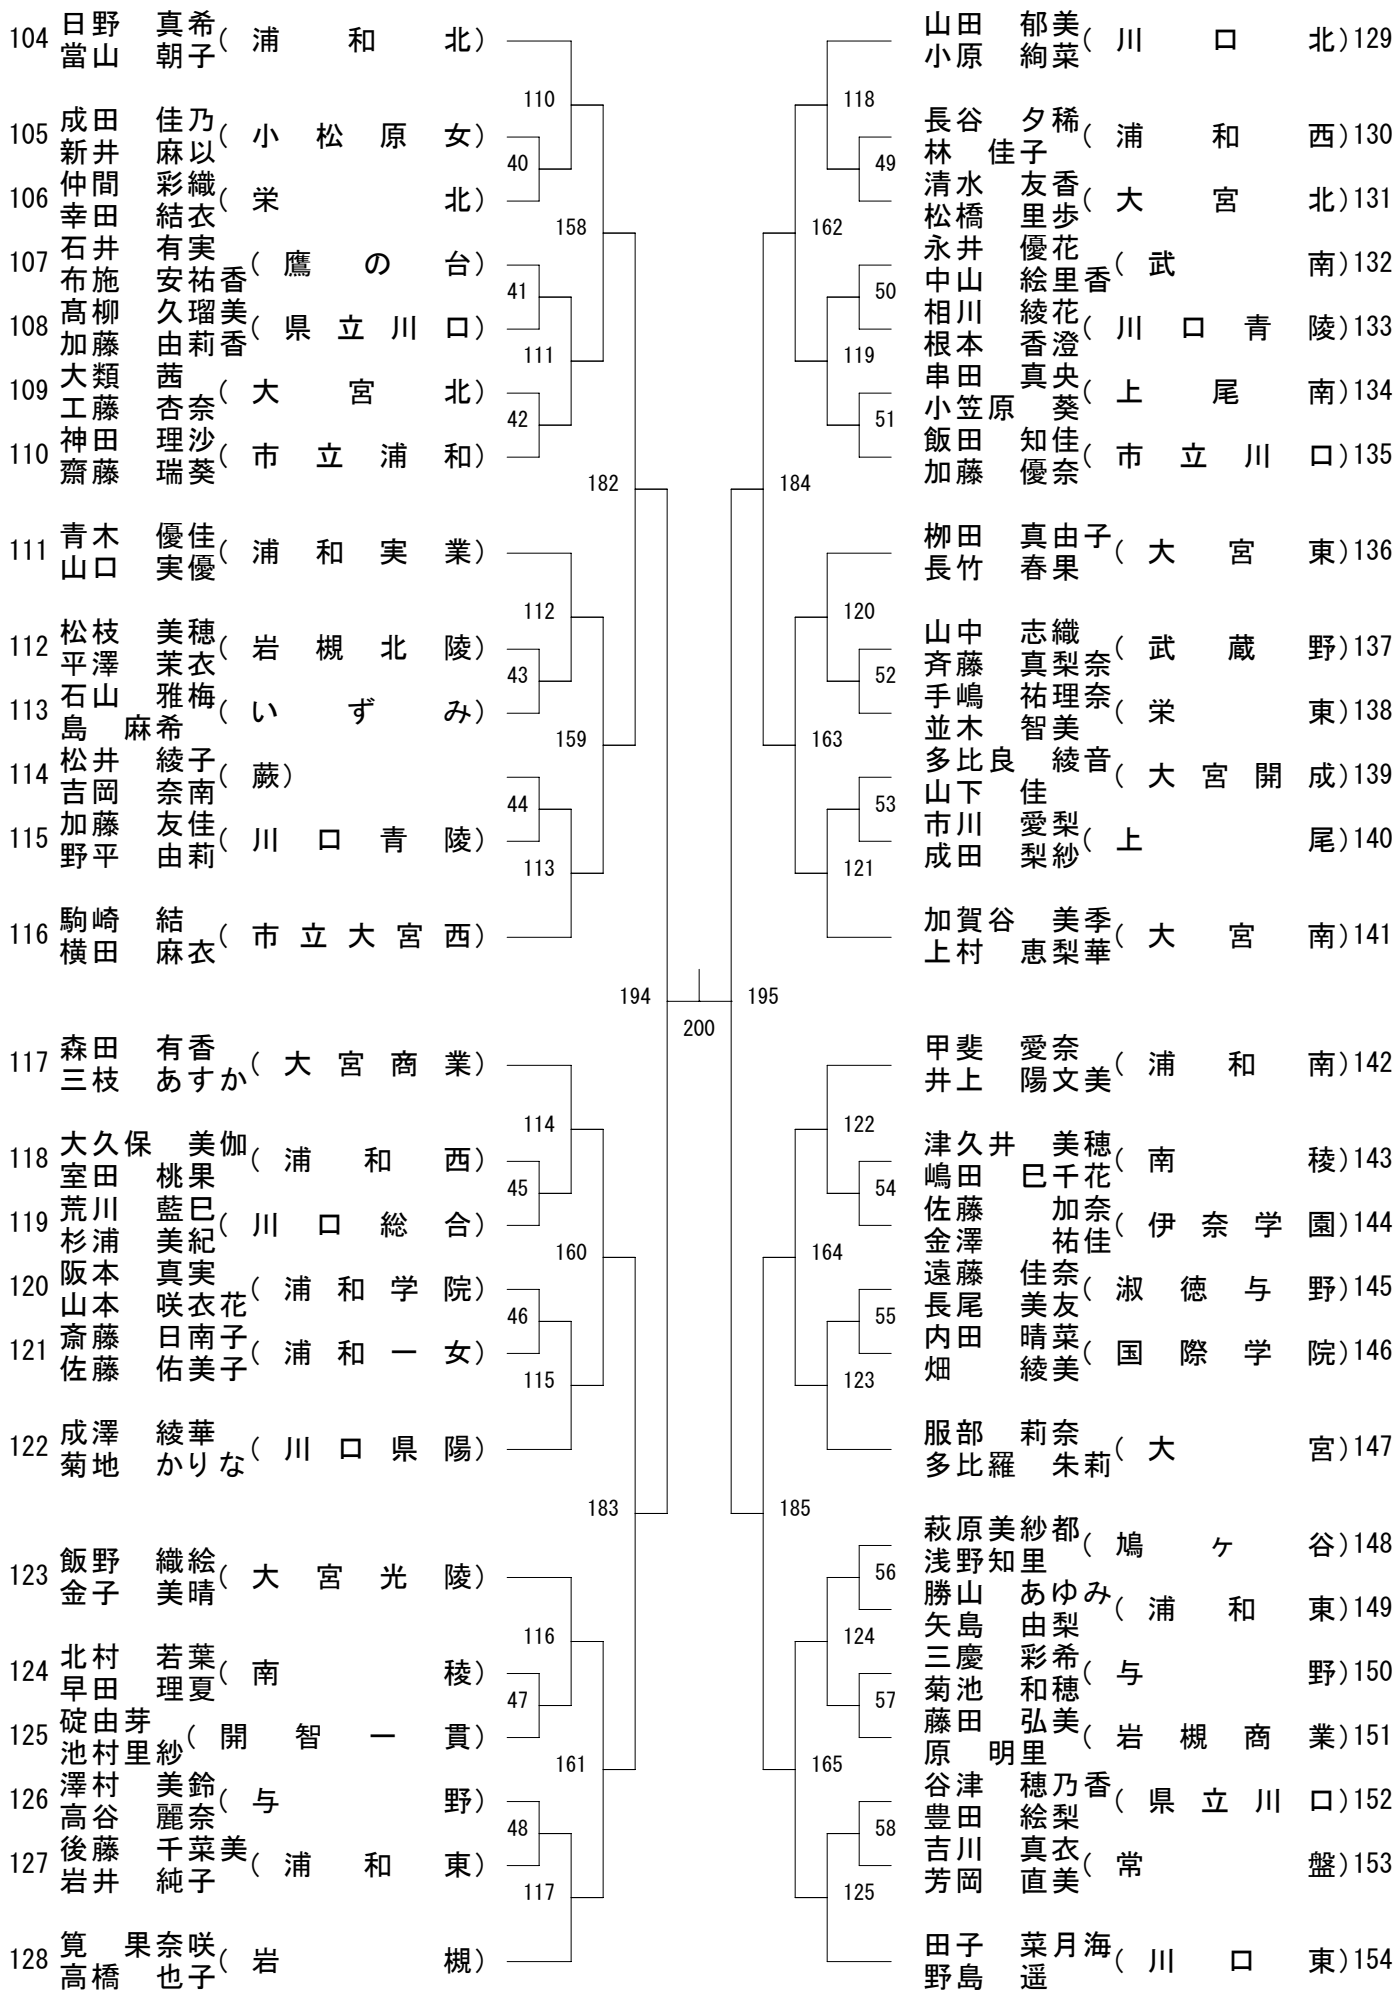 104 日野 真希 (浦和北)
當山 朝子
105 成田 佳乃 (小松原女)
新井 麻以
106 仲間 彩織 (栄北)
幸田 結衣
107 石井 有実 (鷹の台)
布施 安祐香
108 髙柳 久瑠美 (県立川口)
加藤 由莉香
109 大類 茜 (大宮北)
工藤 杏奈
110 神田 理沙 (市立浦和)
齋藤 瑞葵
111 青木 優佳 (浦和実業)
山口 実優
112 松枝 美穂 (岩槻北陵)
平澤 茉衣
113 石山 雅梅 (いずみ)
島 麻希
114 松井 綾子 (蕨)
吉岡 奈南
115 加藤 友佳 (川口青陵)
野平 由莉
116 駒崎 結 (市立大宮西)
横田 麻衣
117 森田 有香 (大宮商業)
三枝 あすか
118 大久保 美伽 (浦和西)
室田 桃果
119 荒川 藍巳 (川口総合)
杉浦 美紀
120 阪本 真実 (浦和学院)
山本 咲衣花
121 斎藤 日南子 (浦和一女)
佐藤 佑美子
122 成澤 綾華 (川口県陽)
菊地 かりな
123 飯野 織絵 (大宮光陵)
金子 美晴
124 北村 若葉 (南稜)
早田 理夏
125 碇由芽 (開智一貫)
池村里紗
126 澤村 美鈴 (与野)
高谷 麗奈
127 後藤 千菜美 (浦和東)
岩井 純子
128 筧 果奈咲 (岩槻)
高橋 也子
110
40
158
41
111
42
182
112
43
159
44
113
194
114
45
160
46
115
183
116
47
161
48
117
200
118
49
162
50
119
51
184
120
52
163
53
121
195
122
54
164
55
123
185
56
124
57
165
58
125
山田 郁美 (川口北) 129
小原 絢菜
長谷 夕稀 (浦和西) 130
林 佳子
清水 友香 (大宮北) 131
松橋 里歩
永井 優花 (武南) 132
中山 絵里香
相川 綾花 (川口青陵) 133
根本 香澄
串田 真央 (上尾南) 134
小笠原 葵
飯田 知佳 (市立川口) 135
加藤 優奈
栁田 真由子 (大宮東) 136
長竹 春果
山中 志織 (武蔵野) 137
斉藤 真梨奈
手嶋 祐理奈 (栄東) 138
並木 智美
多比良 綾音 (大宮開成) 139
山下 佳
市川 愛梨 (上尾) 140
成田 梨紗
加賀谷 美季 (大宮南) 141
上村 恵梨華
甲斐 愛奈 (浦和南) 142
井上 陽文美
津久井 美穂 (南稜) 143
嶋田 巳千花
佐藤 加奈 (伊奈学園) 144
金澤 祐佳
遠藤 佳奈 (淑徳与野) 145
長尾 美友
内田 晴菜 (国際学院) 146
畑 綾美
服部 莉奈 (大宮) 147
多比羅 朱莉
萩原美紗都 (鳩ヶ谷) 148
浅野知里
勝山 あゆみ (浦和東) 149
矢島 由梨
三慶 彩希 (与野) 150
菊池 和穂
藤田 弘美 (岩槻商業) 151
原 明里
谷津 穂乃香 (県立川口) 152
豊田 絵梨
吉川 真衣 (常盤) 153
芳岡 直美
田子 菜月海 (川口東) 154
野島 遥